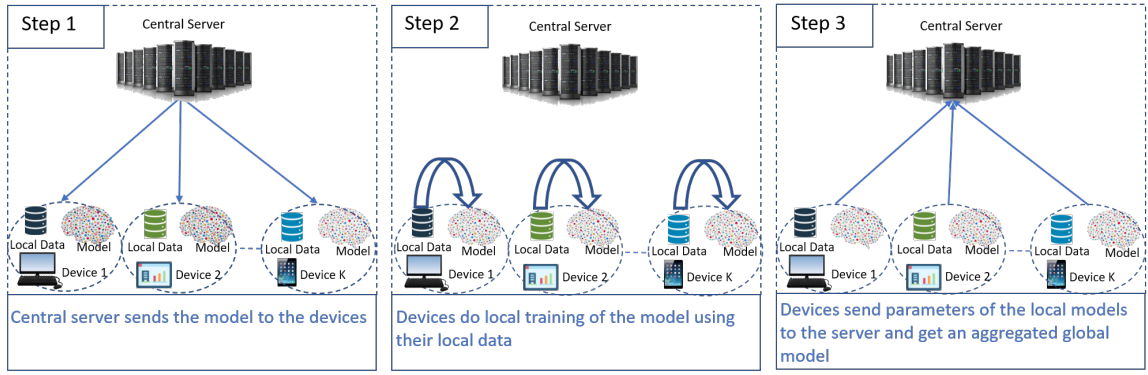 Step 1
Central Server
Local Data
Model
Device 1
Local Data
Model
Device 2
Local Data
Model
Device K
Central server sends the model to the devices
Step 2
Central Server
Local Data
Model
Device 1
Local Data
Model
Device 2
Local Data
Model
Device K
Devices do local training of the model using
their local data
Step 3
Central Server
Local Data
Model
Device 1
Local Data
Model
Device 2
Local Data
Model
Device K
Devices send parameters of the local models
to the server and get an aggregated global
model